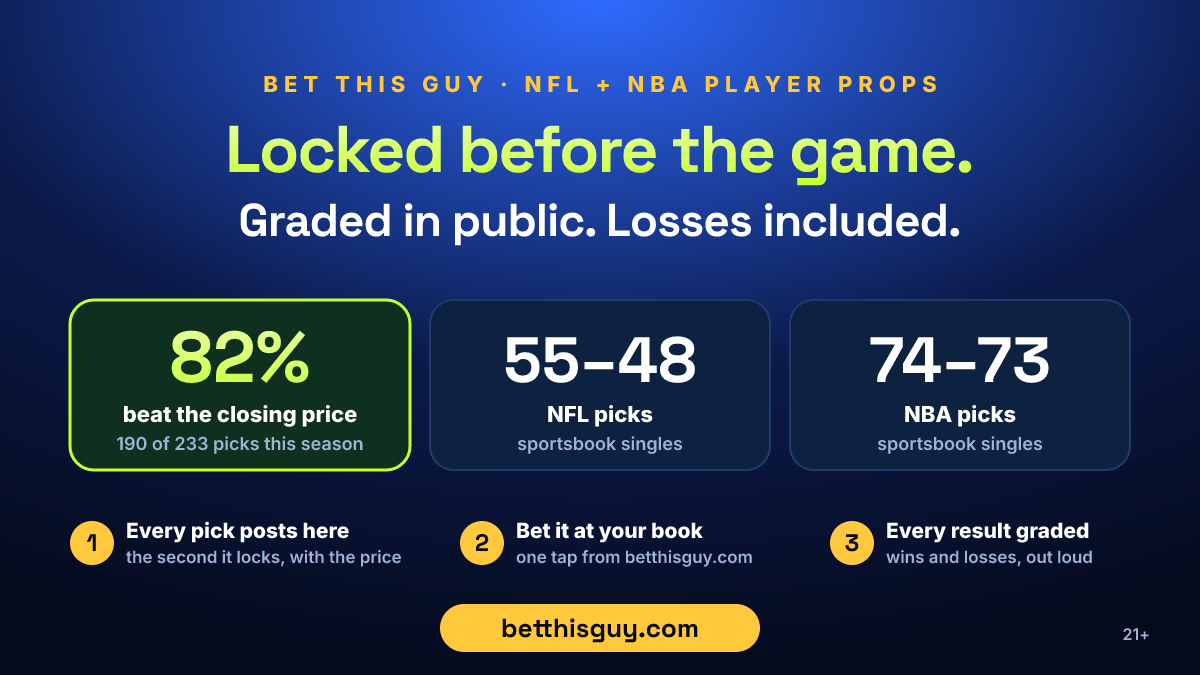 BET THIS GUY · NFL + NBA PLAYER PROPS
Locked before the game.
Graded in public. Losses included.
82%
beat the closing price
190 of 233 picks this season
55–48
NFL picks
sportsbook singles
74–73
NBA picks
sportsbook singles
1
Every pick posts here
the second it locks, with the price
2
Bet it at your book
one tap from betthisguy.com
3
Every result graded
wins and losses, out loud
betthisguy.com
21+